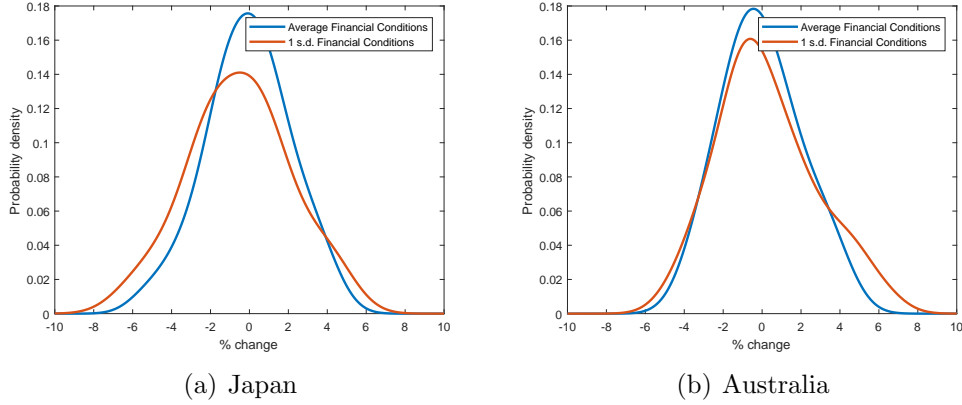 0.18
0.16
0.14
0.12
0.1
0.08
0.06
0.04
0.02
0
Probability density
-10 -8 -6 -4 -2 0 2 4 6 8 10
% change
Average Financial Conditions
1 s.d. Financial Conditions
(a) Japan
0.18
0.16
0.14
0.12
0.1
0.08
0.06
0.04
0.02
0
Probability density
-10 -8 -6 -4 -2 0 2 4 6 8 10
% change
Average Financial Conditions
1 s.d. Financial Conditions
(b) Australia